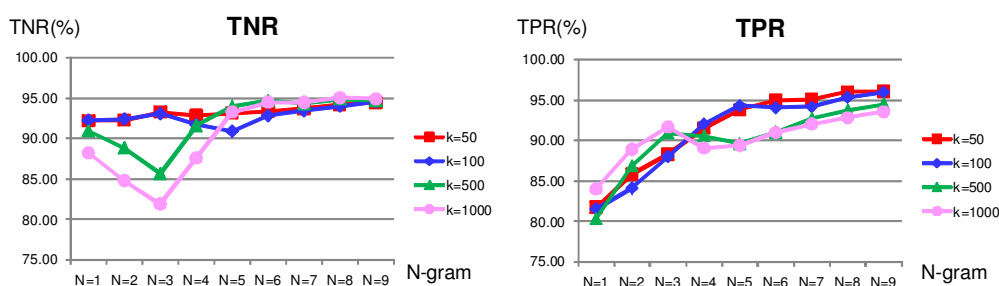 TNR(%)
TNR
100.00
95.00
90.00
85.00
80.00
75.00
N=1 N=2 N=3 N=4 N=5 N=6 N=7 N=8 N=9
N-gram
k=50
k=100
k=500
k=1000
TPR(%)
TPR
100.00
95.00
90.00
85.00
80.00
75.00
N=1 N=2 N=3 N=4 N=5 N=6 N=7 N=8 N=9
N-gram
k=50
k=100
k=500
k=1000